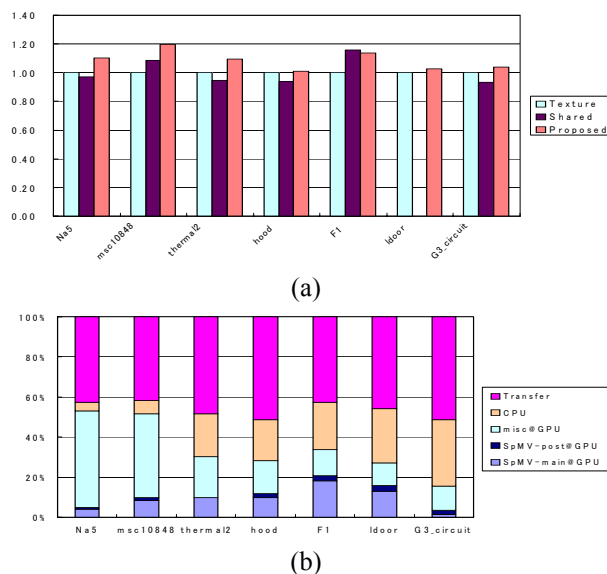 1.40
1.20
1.00
0.80
0.60
0.40
0.20
0.00
Na5
msc10848
thermal2
hood
F1
ldoor
G3_circuit
Texture
Shared
Proposed
(a)
100%
80%
60%
40%
20%
0%
Na5
msc10848
thermal2
hood
F1
ldoor
G3_circuit
Transfer
CPU
misc@GPU
SpMV-post@GPU
SpMV-main@GPU
(b)